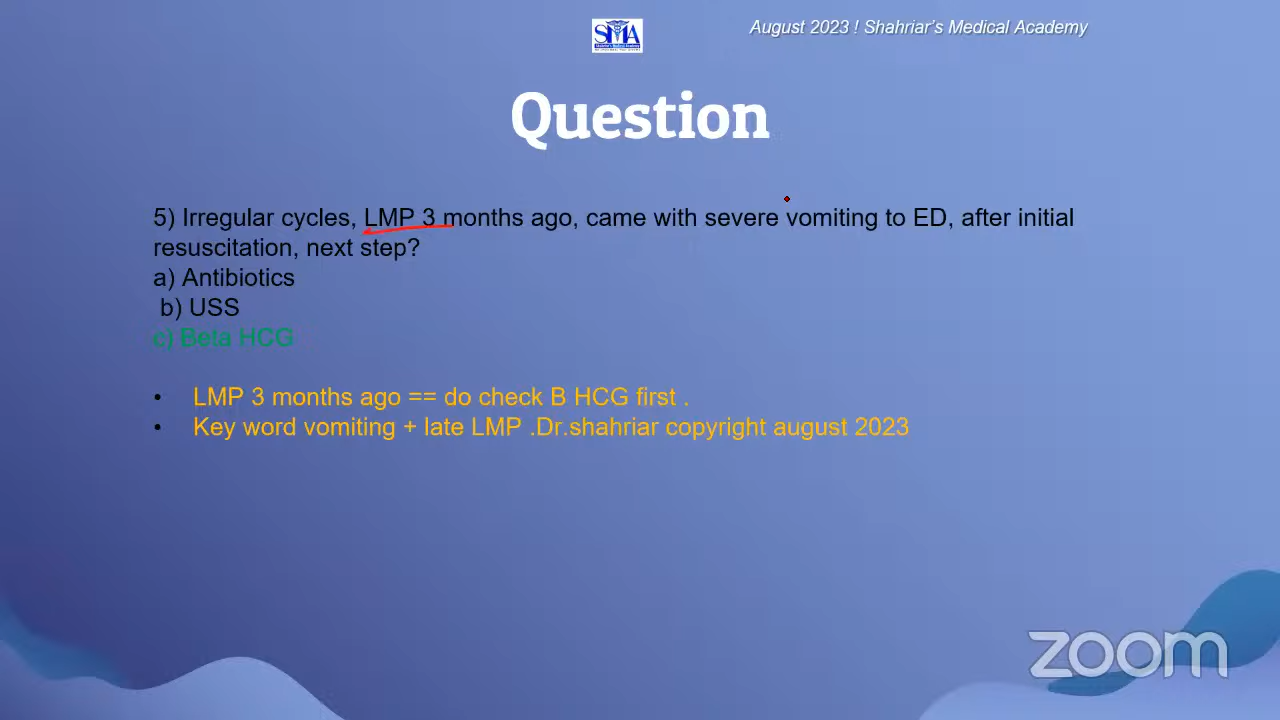 SMA
August 2023 ! Shahriar's Medical Academy
Question
5) Irregular cycles, LMP 3 months ago, came with severe vomiting to ED, after initial
resuscitation, next step?
a) Antibiotics
b) USS
c) Beta HCG
• LMP 3 months ago == do check B HCG first .
• Key word vomiting + late LMP .Dr.shahriar copyright august 2023
zoom